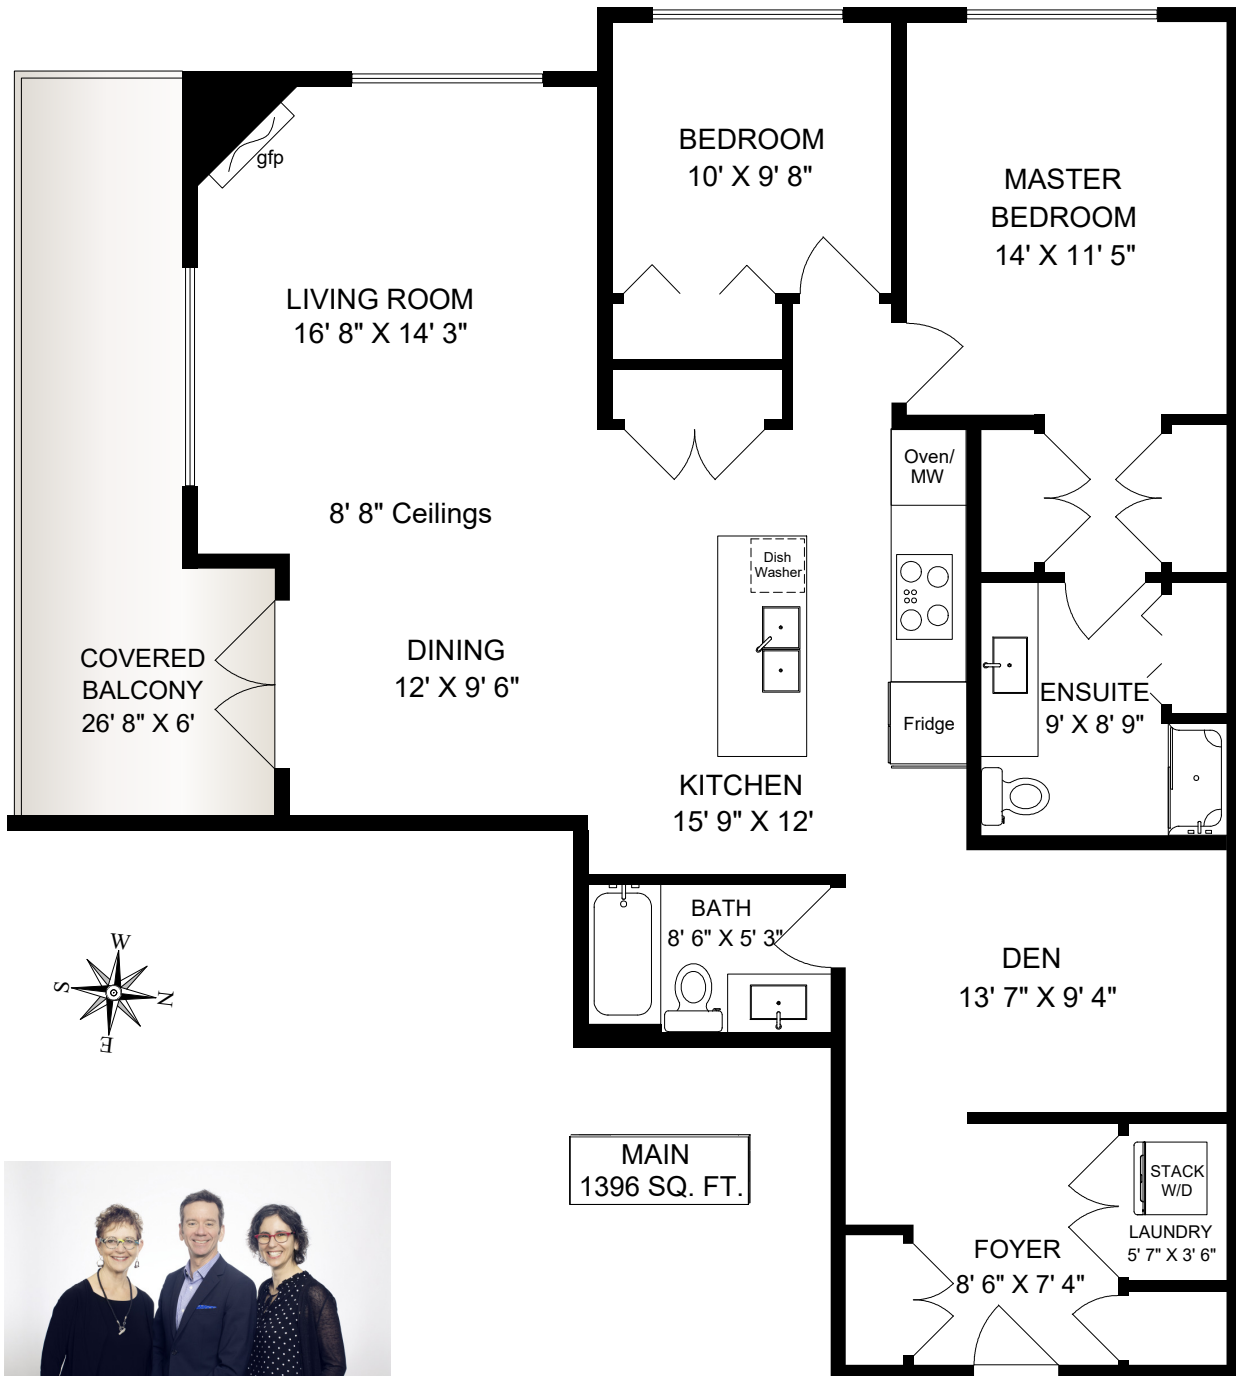 BEDROOM
10' X 9' 8"
MASTER
BEDROOM
14' X 11' 5"
gfp
LIVING ROOM
16' 8" X 14' 3"
8' 8" Ceilings
Oven/
MW
Dish
Washer
COVERED
BALCONY
26' 8" X 6'
DINING
12' X 9' 6"
ENSUITE
9' X 8' 9"
Fridge
KITCHEN
15' 9" X 12'
BATH
8' 6" X 5' 3"
DEN
13' 7" X 9' 4"
W
S
N
E
MAIN
1396 SQ. FT.
STACK
W/D
LAUNDRY
5' 7" X 3' 6"
FOYER
8' 6" X 7' 4"